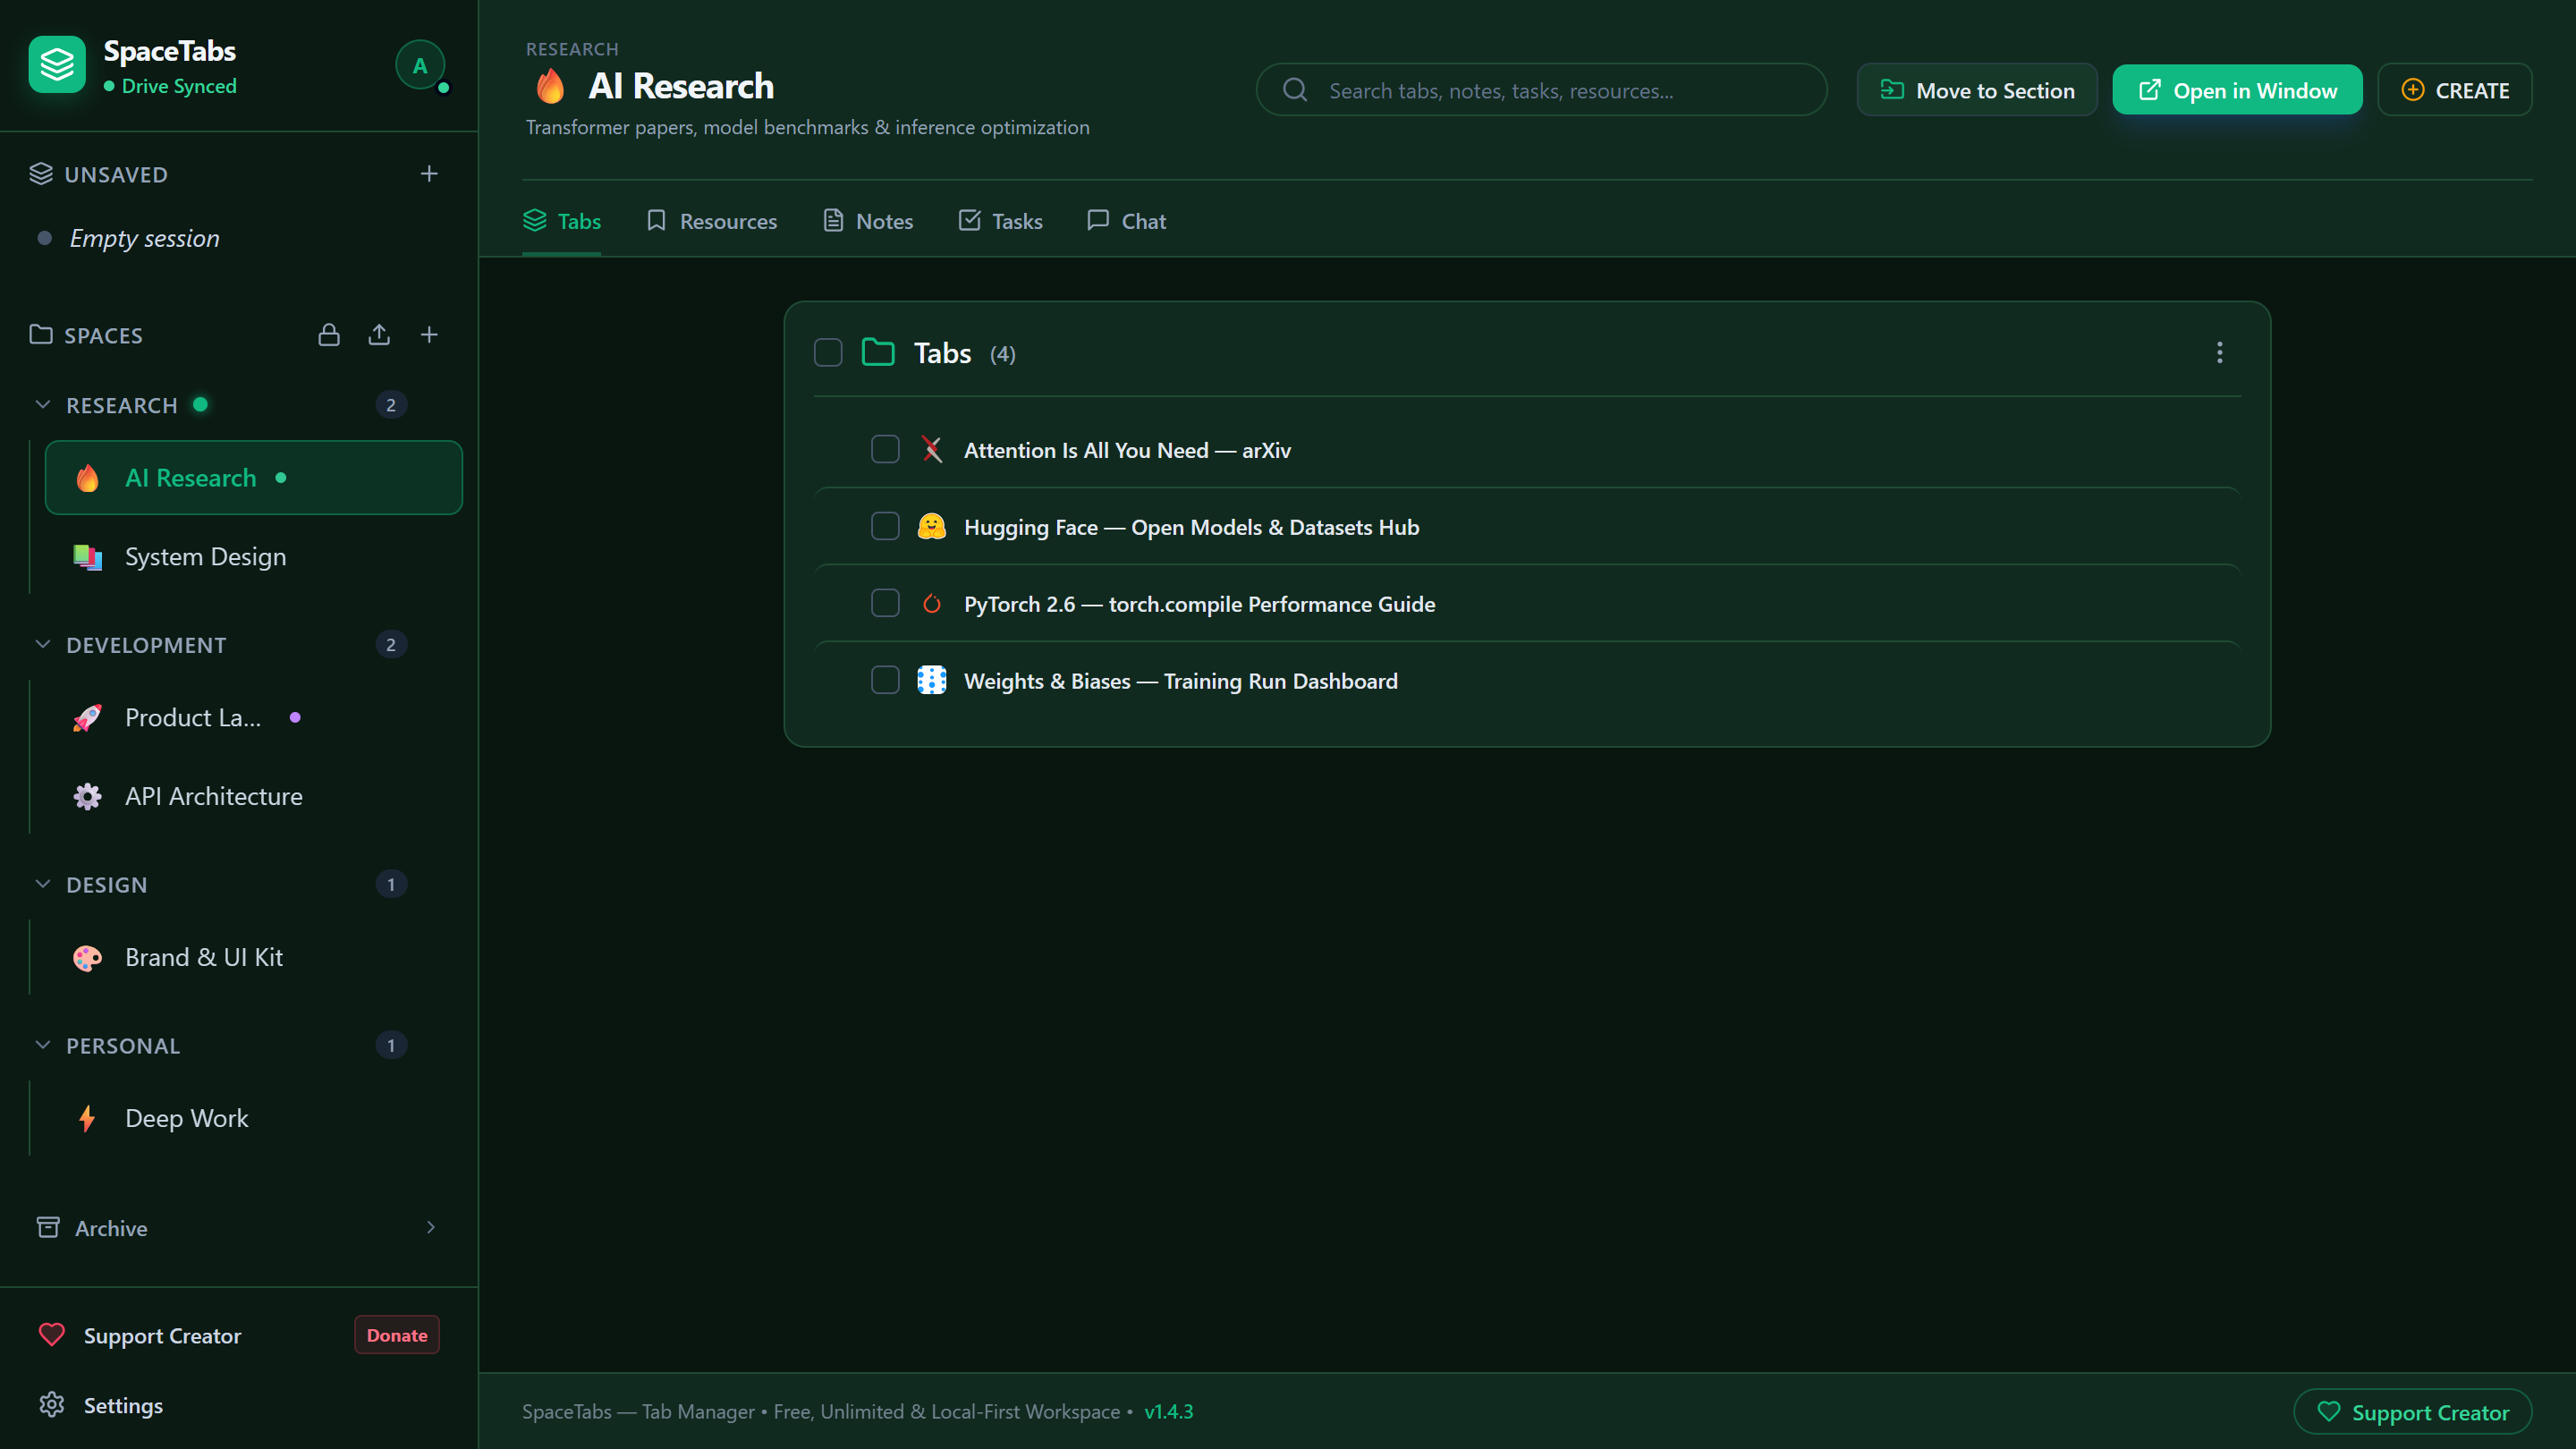 SpaceTabs
Drive Synced
A
UNSAVED
Empty session
SPACES
RESEARCH 2
AI Research
System Design
DEVELOPMENT 2
Product La...
API Architecture
DESIGN 1
Brand & UI Kit
PERSONAL 1
Deep Work
Archive
Support Creator Donate
Settings
RESEARCH
AI Research
Transformer papers, model benchmarks & inference optimization
Search tabs, notes, tasks, resources...
Move to Section
Open in Window
CREATE
Tabs Resources Notes Tasks Chat
Tabs (4)
Attention Is All You Need — arXiv
Hugging Face — Open Models & Datasets Hub
PyTorch 2.6 — torch.compile Performance Guide
Weights & Biases — Training Run Dashboard
SpaceTabs — Tab Manager • Free, Unlimited & Local-First Workspace • v1.4.3
Support Creator